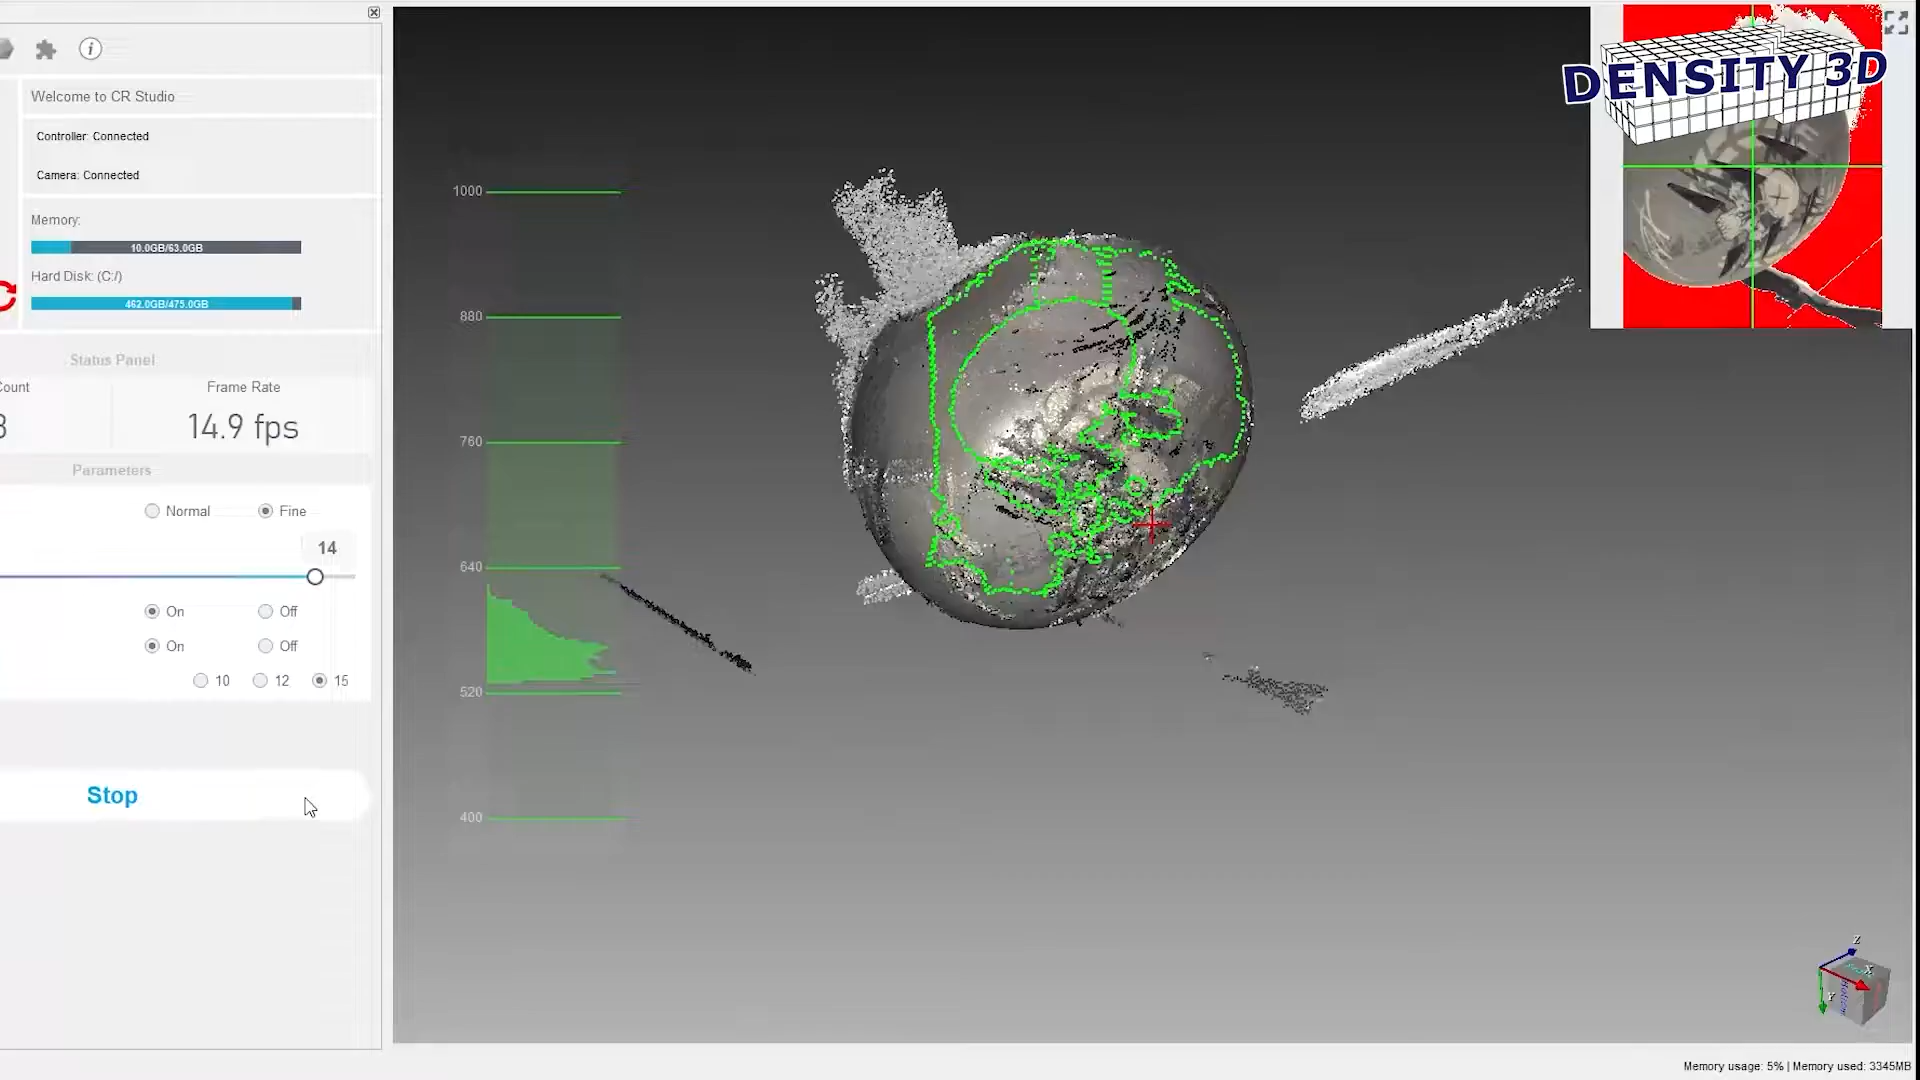 Welcome to CR Studio
Controller: Connected
Camera: Connected
Memory:
10.0GB/63.0GB
Hard Disk: (C:/)
462.0GB/475.0GB
Status Panel
Count
Frame Rate
14.9 fps
Parameters
Normal
Fine
14
On
Off
On
Off
10
12
15
Stop
1000
880
760
640
520
400
DENSITY 3D
Z
X
Y
Memory usage: 5% | Memory used: 3345MB